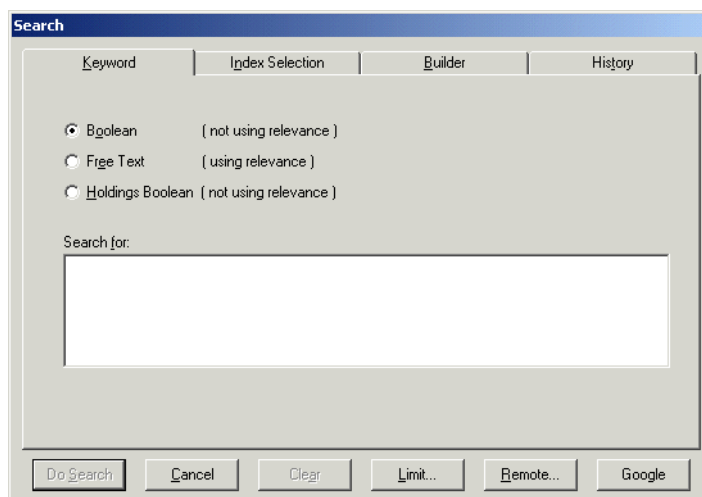 Search
Keyword Index Selection Builder History
Boolean ( not using relevance )
Free Text ( using relevance )
Holdings Boolean ( not using relevance )
Search for:
Do Search Cancel Clear Limit... Remote... Google